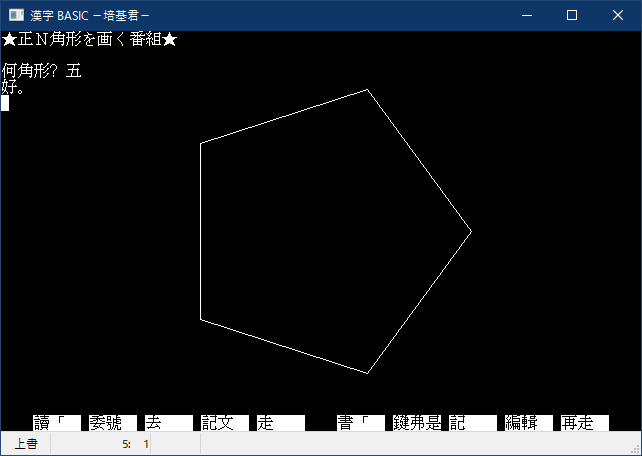 漢字 BASIC －培基君－
★正Ｎ角形を画く番組★
何角形？五
好。
讀「 委號 去 記文 走 書「 鍵弗是 記 編輯 再走
上書 5: 1